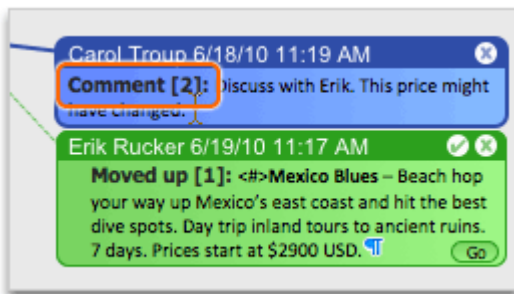 Carol Troup 6/18/10 11:19 AM
Comment [2]: Discuss with Erik. This price might
have changed.
Erik Rucker 6/19/10 11:17 AM
Moved up [1]: <#>Mexico Blues – Beach hop
your way up Mexico's east coast and hit the best
dive spots. Day trip inland tours to ancient ruins.
7 days. Prices start at $2900 USD.¶
Go